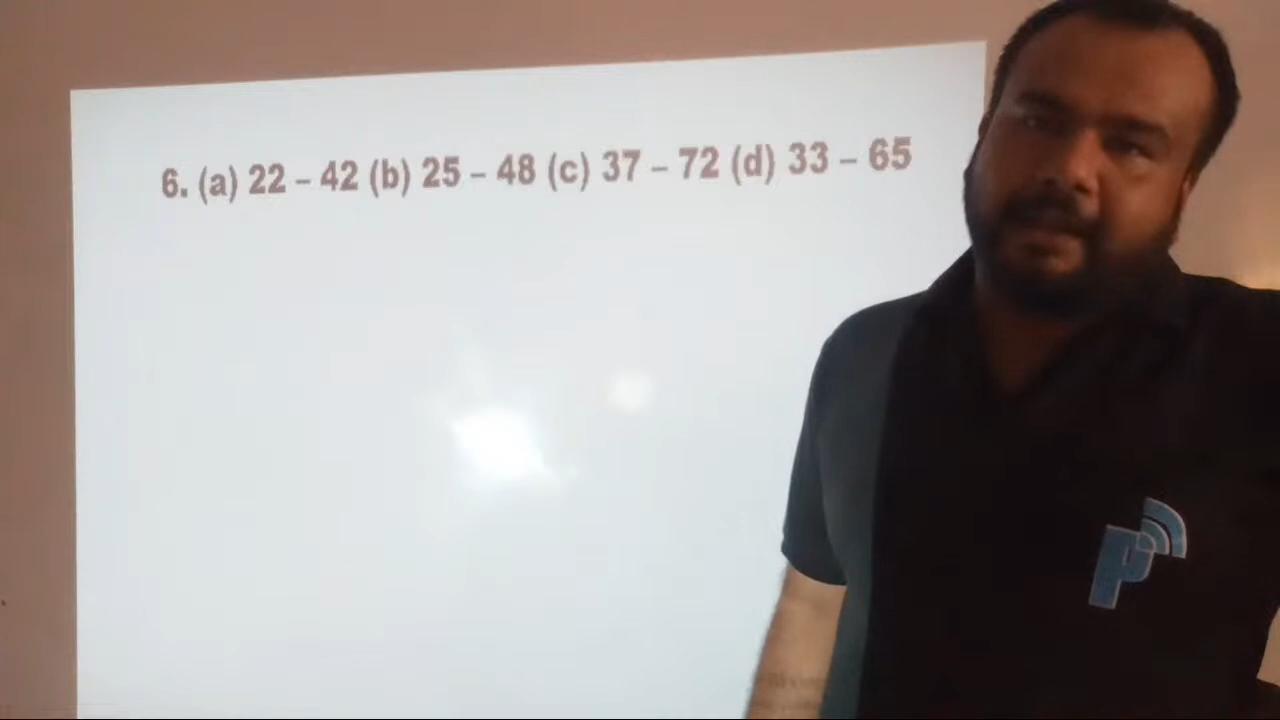 6. (a) 22 – 42 (b) 25 – 48 (c) 37 – 72 (d) 33 – 65
P